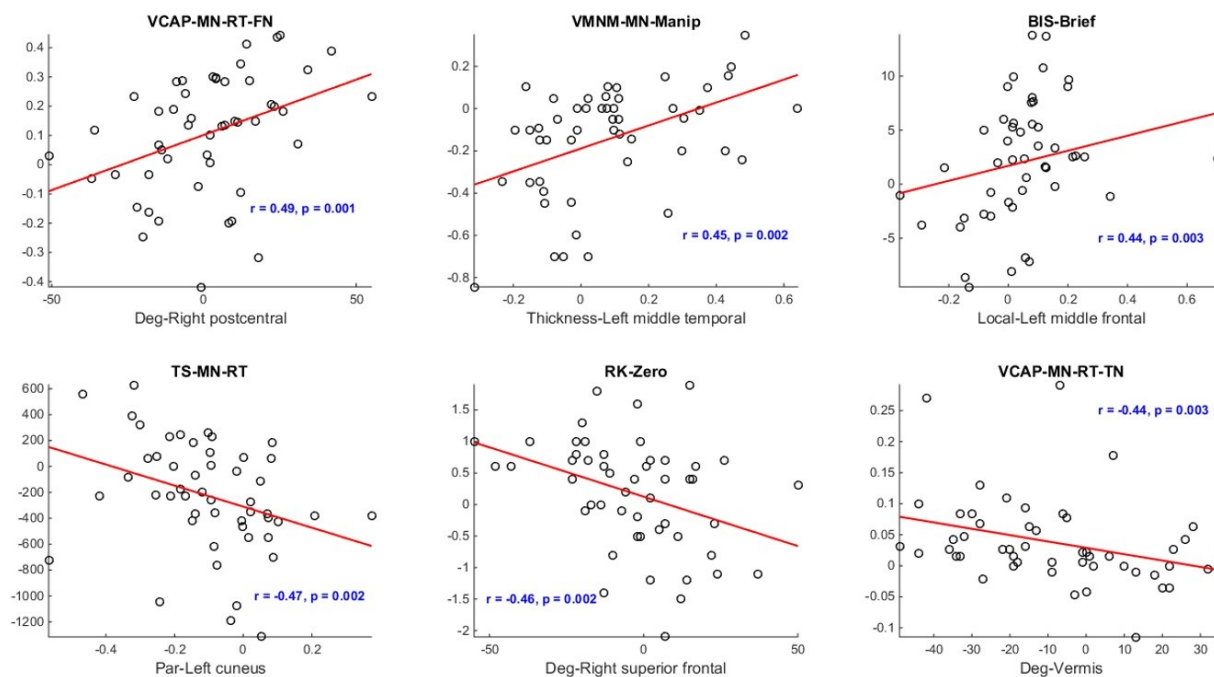 VCAP-MN-RT-FN
0.4
0.3
0.2
0.1
0
-0.1
-0.2
-0.3
-0.4
-50 0 50
Deg-Right postcentral
r = 0.49, p = 0.001
VMNM-MN-Manip
0.2
0
-0.2
-0.4
-0.6
-0.8
-0.2 0 0.2 0.4 0.6
Thickness-Left middle temporal
r = 0.45, p = 0.002
BIS-Brief
10
5
0
-5
0 0.2 0.4 0.6
Local-Left middle frontal
r = 0.44, p = 0.003
TS-MN-RT
600
400
200
0
-200
-400
-600
-800
-1000
-1200
-0.4 -0.2 0 0.2
Par-Left cuneus
r = -0.47, p = 0.002
RK-Zero
1.5
1
0.5
0
-0.5
-1
-1.5
-2
-50 0 50
Deg-Right superior frontal
r = -0.46, p = 0.002
VCAP-MN-RT-TN
0.25
0.2
0.15
0.1
0.05
0
-0.05
-0.1
-40 -30 -20 -10 0 10 20 30
Deg-Vermis
r = -0.44, p = 0.003